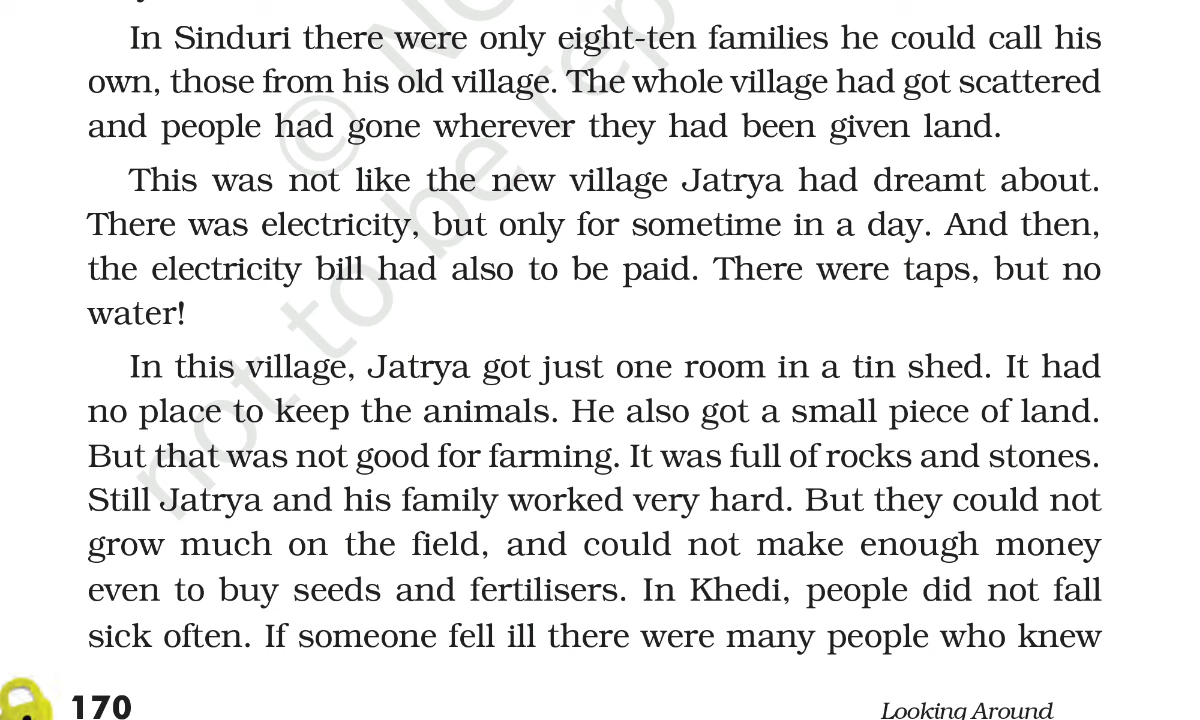 In Sinduri there were only eight-ten families he could call his
own, those from his old village. The whole village had got scattered
and people had gone wherever they had been given land.
This was not like the new village Jatrya had dreamt about.
There was electricity, but only for sometime in a day. And then,
the electricity bill had also to be paid. There were taps, but no
water!
In this village, Jatrya got just one room in a tin shed. It had
no place to keep the animals. He also got a small piece of land.
But that was not good for farming. It was full of rocks and stones.
Still Jatrya and his family worked very hard. But they could not
grow much on the field, and could not make enough money
even to buy seeds and fertilisers. In Khedi, people did not fall
sick often. If someone fell ill there were many people who knew
170 Looking Around
© No
not to be rep